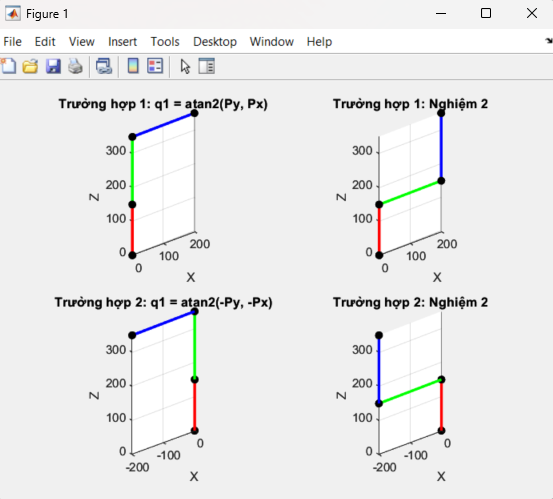 Figure 1
File Edit View Insert Tools Desktop Window Help
Trường hợp 1: q1 = atan2(Py, Px)
300
200
100
0
Z
0
100
200
X
Trường hợp 1: Nghiệm 2
300
200
100
0
Z
0
100
200
X
Trường hợp 2: q1 = atan2(-Py, -Px)
300
200
100
0
Z
-200
-100
0
X
Trường hợp 2: Nghiệm 2
300
200
100
0
Z
-200
-100
0
X